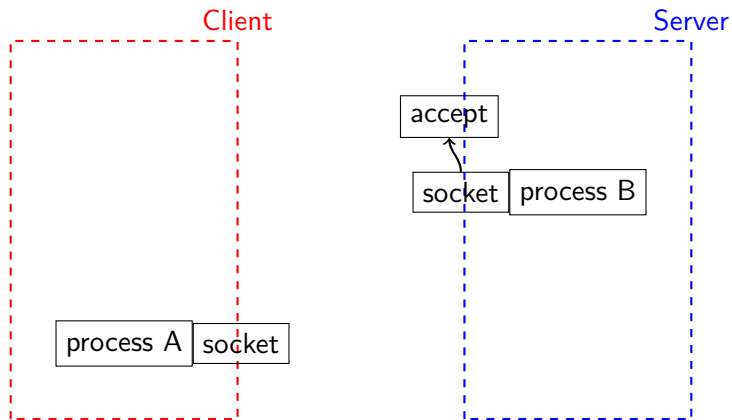 Client
Server
accept
socket
process B
process A
socket